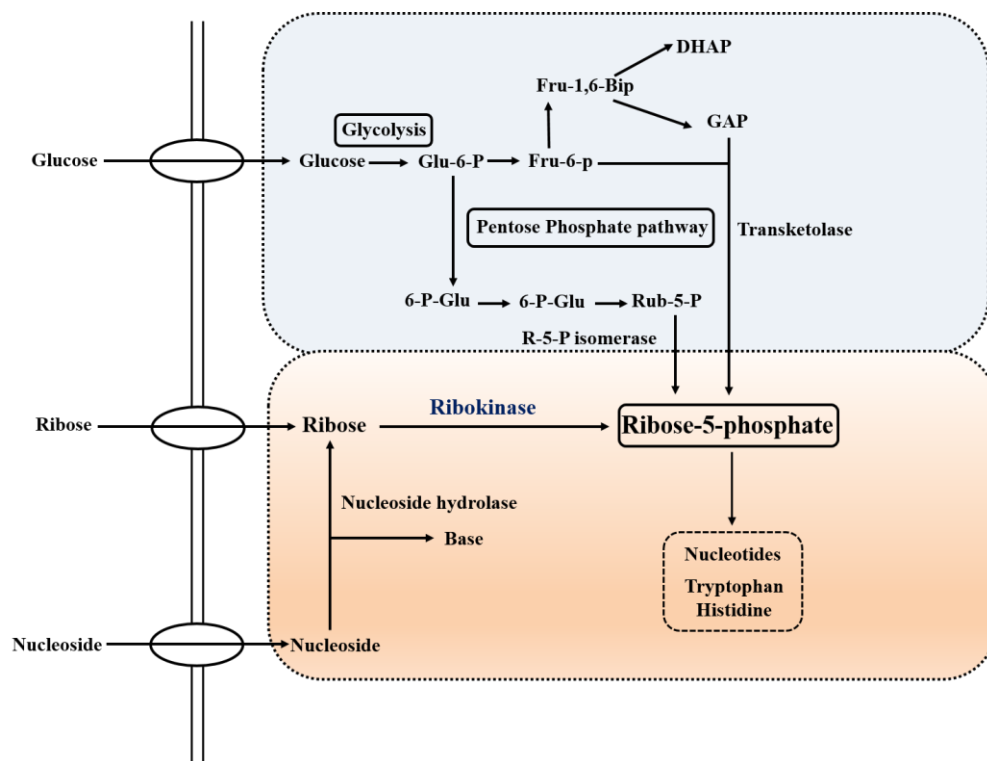 DHAP
Fru-1,6-Bip
GAP
Glycolysis
Glucose
Glucose
Glu-6-P
Fru-6-p
Pentose Phosphate pathway
Transketolase
6-P-Glu
6-P-Glu
Rub-5-P
R-5-P isomerase
Ribose
Ribose
Ribokinase
Ribose-5-phosphate
Nucleoside hydrolase
Base
Nucleotides
Tryptophan
Histidine
Nucleoside
Nucleoside